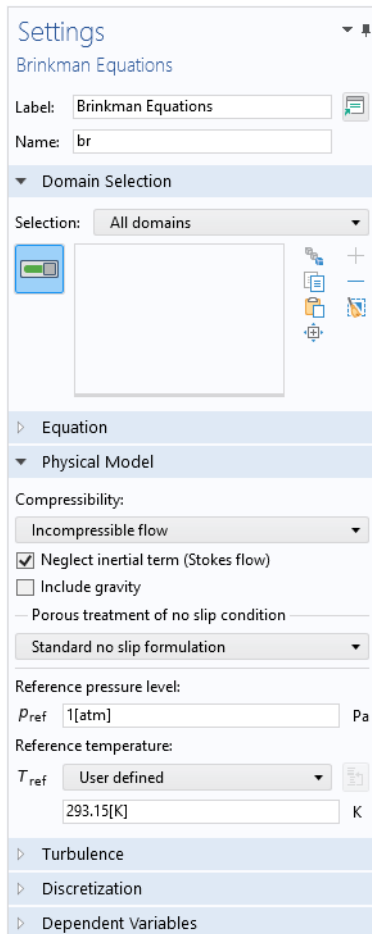 Settings
Brinkman Equations
Label: Brinkman Equations
Name: br
Domain Selection
Selection: All domains
Equation
Physical Model
Compressibility:
Incompressible flow
Neglect inertial term (Stokes flow)
Include gravity
Porous treatment of no slip condition
Standard no slip formulation
Reference pressure level:
pref 1[atm] Pa
Reference temperature:
Tref User defined
293.15[K] K
Turbulence
Discretization
Dependent Variables